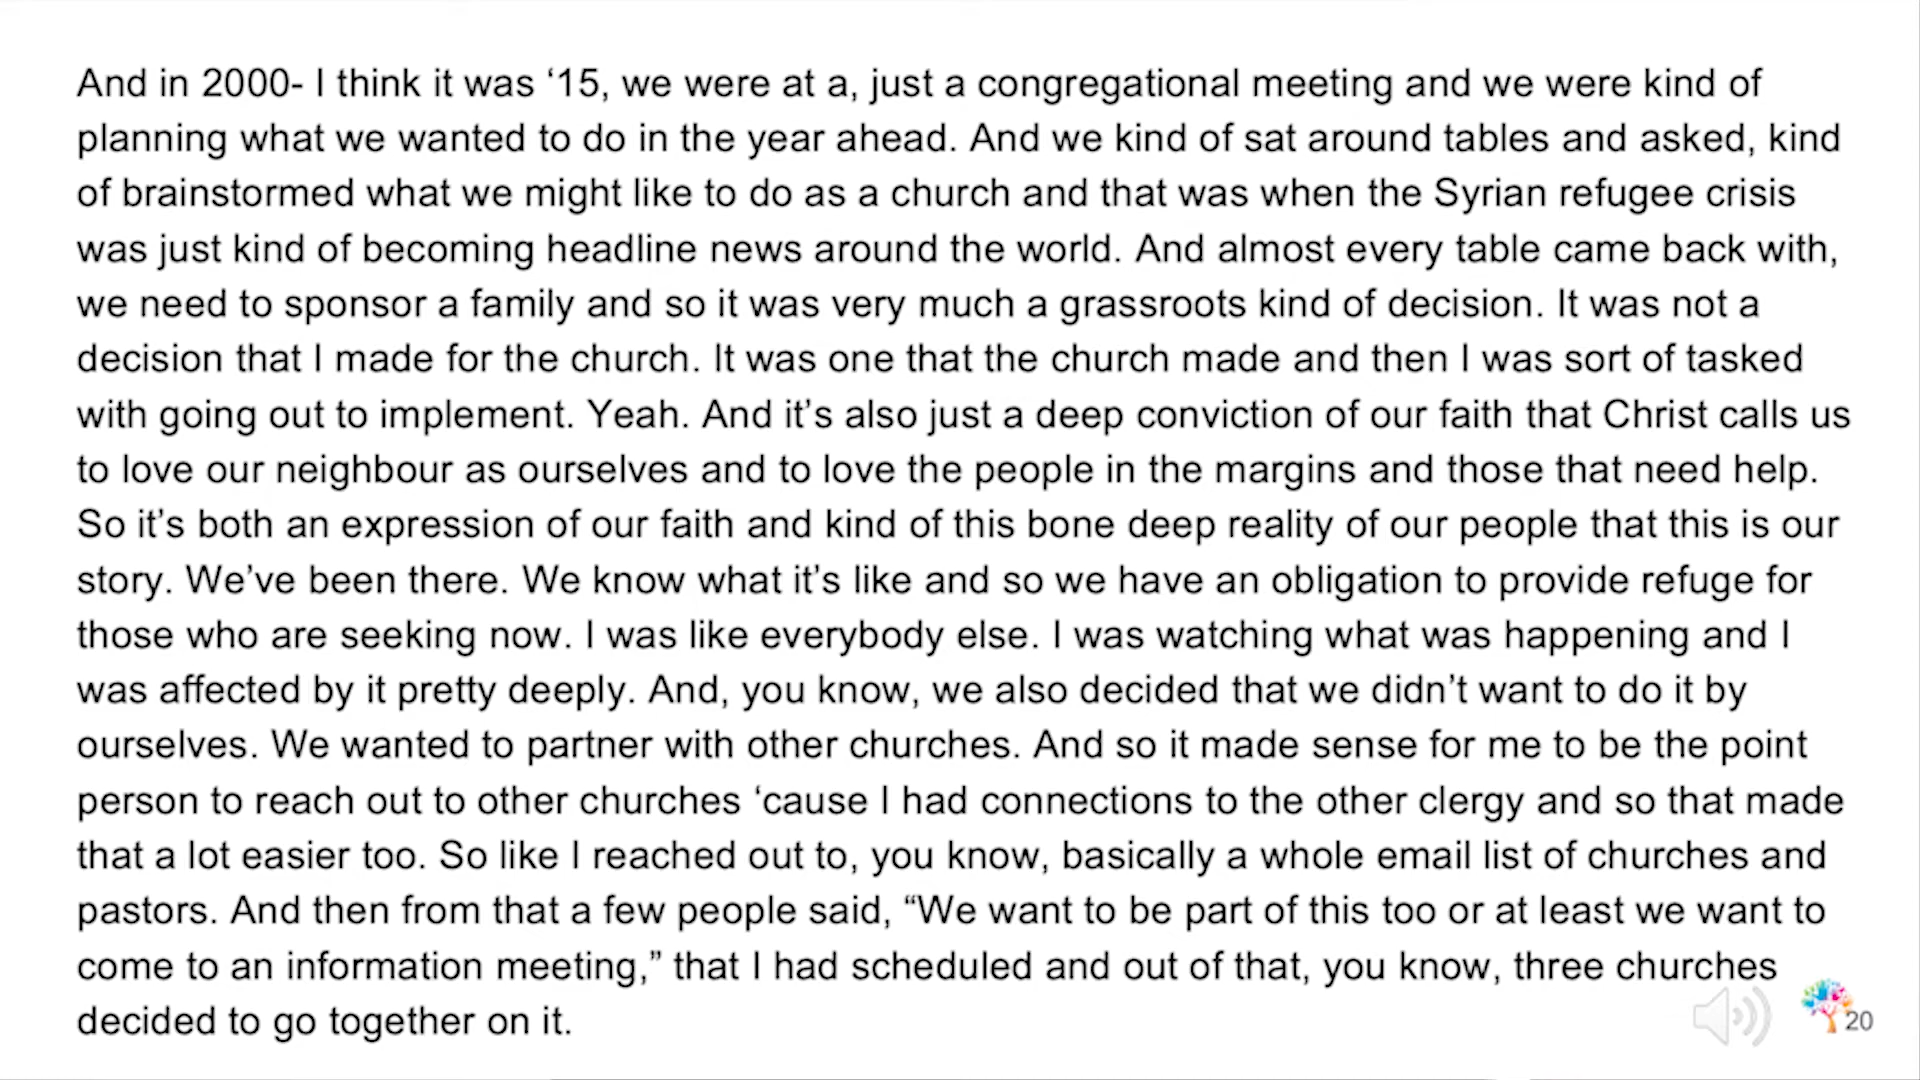 And in 2000- I think it was ‘15, we were at a, just a congregational meeting and we were kind of
planning what we wanted to do in the year ahead. And we kind of sat around tables and asked, kind
of brainstormed what we might like to do as a church and that was when the Syrian refugee crisis
was just kind of becoming headline news around the world. And almost every table came back with,
we need to sponsor a family and so it was very much a grassroots kind of decision. It was not a
decision that I made for the church. It was one that the church made and then I was sort of tasked
with going out to implement. Yeah. And it’s also just a deep conviction of our faith that Christ calls us
to love our neighbour as ourselves and to love the people in the margins and those that need help.
So it’s both an expression of our faith and kind of this bone deep reality of our people that this is our
story. We’ve been there. We know what it’s like and so we have an obligation to provide refuge for
those who are seeking now. I was like everybody else. I was watching what was happening and I
was affected by it pretty deeply. And, you know, we also decided that we didn’t want to do it by
ourselves. We wanted to partner with other churches. And so it made sense for me to be the point
person to reach out to other churches ‘cause I had connections to the other clergy and so that made
that a lot easier too. So like I reached out to, you know, basically a whole email list of churches and
pastors. And then from that a few people said, “We want to be part of this too or at least we want to
come to an information meeting,” that I had scheduled and out of that, you know, three churches
decided to go together on it.
20